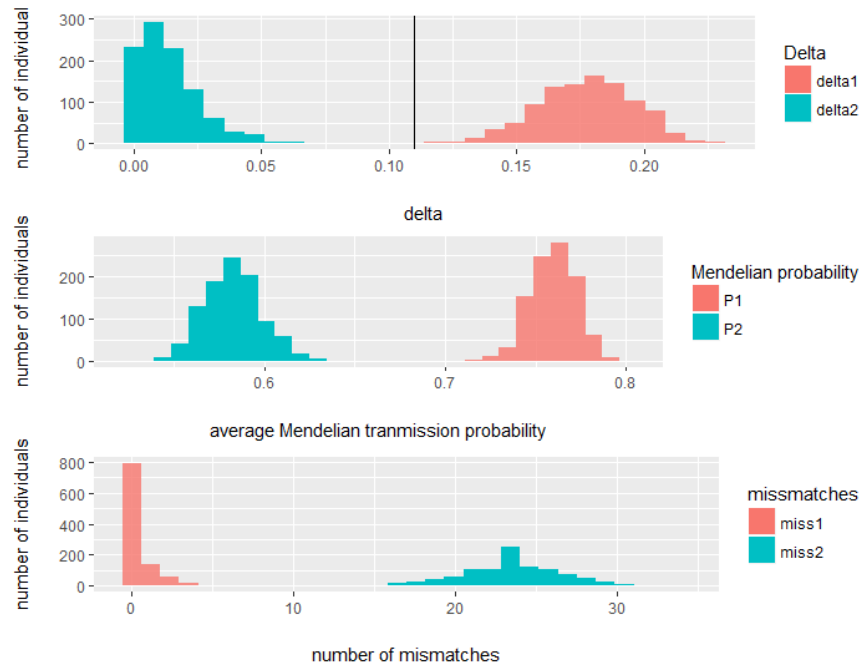 number of individual
300
200
100
0
0.00 0.05 0.10 0.15 0.20
delta
Delta
delta1
delta2
number of individuals
200
100
0
0.6 0.7 0.8
average Mendelian tranmission probability
Mendelian probability
P1
P2
number of individuals
800
600
400
200
0
0 10 20 30
number of mismatches
missmatches
miss1
miss2